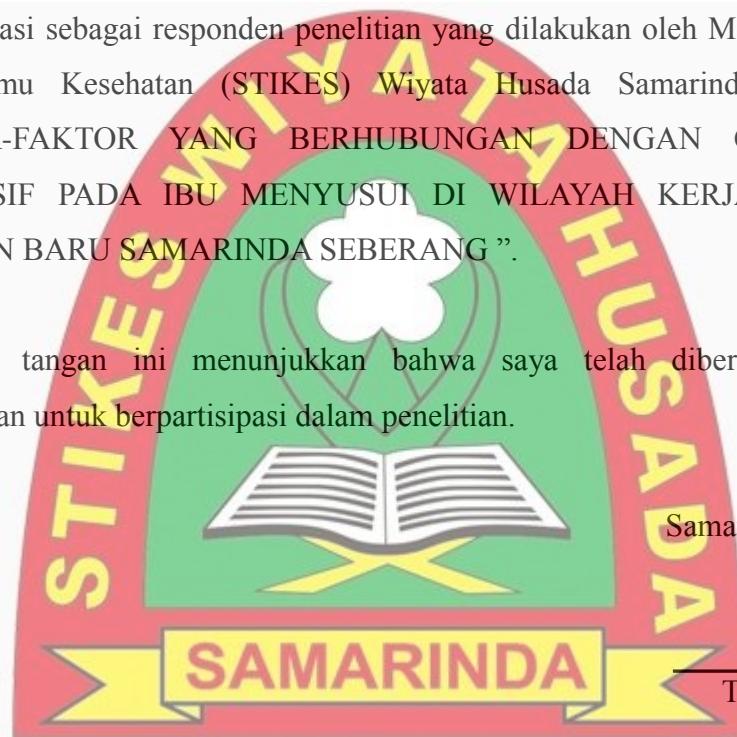 asi sebagai responden penelitian yang dilakukan oleh M
mu Kesehatan (STIKES) Wiyata Husada Samarind
-FAKTOR YANG BERHUBUNGAN DENGAN
SIF PADA IBU MENYUSUI DI WILAYAH KERJA
N BARU SAMARINDA SEBERANG ”.
tangan ini menunjukkan bahwa saya telah diber
an untuk berpartisipasi dalam penelitian.
Sama
T
STIKES WIYATA HUSADA
SAMARINDA